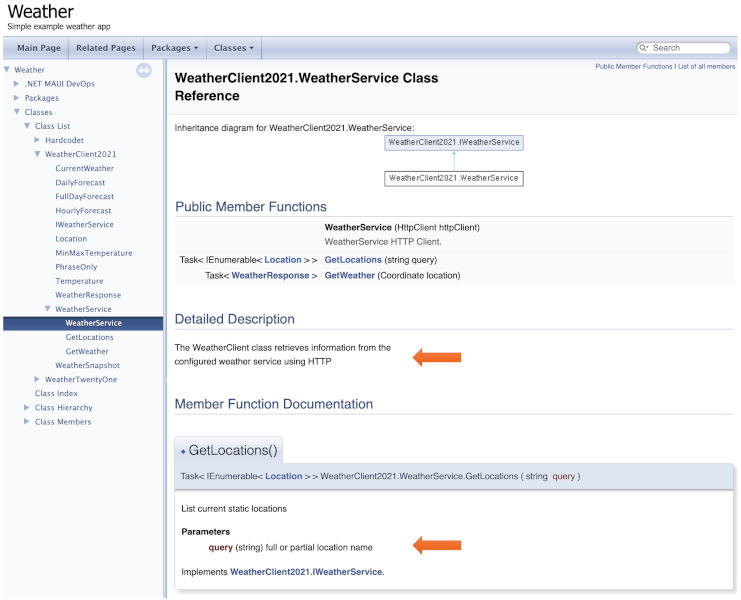 Weather
Simple example weather app
Main Page
Related Pages
Packages
Classes
Search
Weather
.NET MAUI DevOps
Packages
Classes
Class List
Hardcodet
WeatherClient2021
CurrentWeather
DailyForecast
FullDayForecast
HourlyForecast
IWeatherService
Location
MinMaxTemperature
PhraseOnly
Temperature
WeatherResponse
WeatherService
WeatherService
GetLocations
GetWeather
WeatherSnapshot
WeatherTwentyOne
Class Index
Class Hierarchy
Class Members
Public Member Functions | List of all members
WeatherClient2021.WeatherService Class
Reference
Inheritance diagram for WeatherClient2021.WeatherService:
WeatherClient2021.IWeatherService
WeatherClient2021.WeatherService
Public Member Functions
WeatherService (HttpClient httpClient)
WeatherService HTTP Client.
Task< IEnumerable< Location > > GetLocations (string query)
Task< WeatherResponse > GetWeather (Coordinate location)
Detailed Description
The WeatherClient class retrieves information from the
configured weather service using HTTP
Member Function Documentation
GetLocations()
Task< IEnumerable< Location > > WeatherClient2021.WeatherService.GetLocations ( string query )
List current static locations
Parameters
query (string) full or partial location name
Implements WeatherClient2021.IWeatherService.